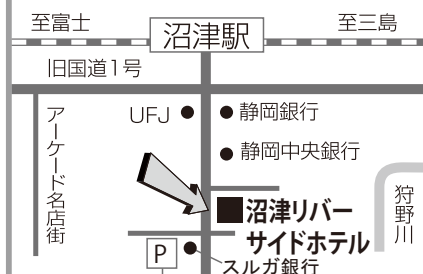 至富士
沼津駅
至三島
旧国道1号
UFJ
静岡銀行
静岡中央銀行
アーケード名店街
狩野川
沼津リバー
サイドホテル
P
スルガ銀行